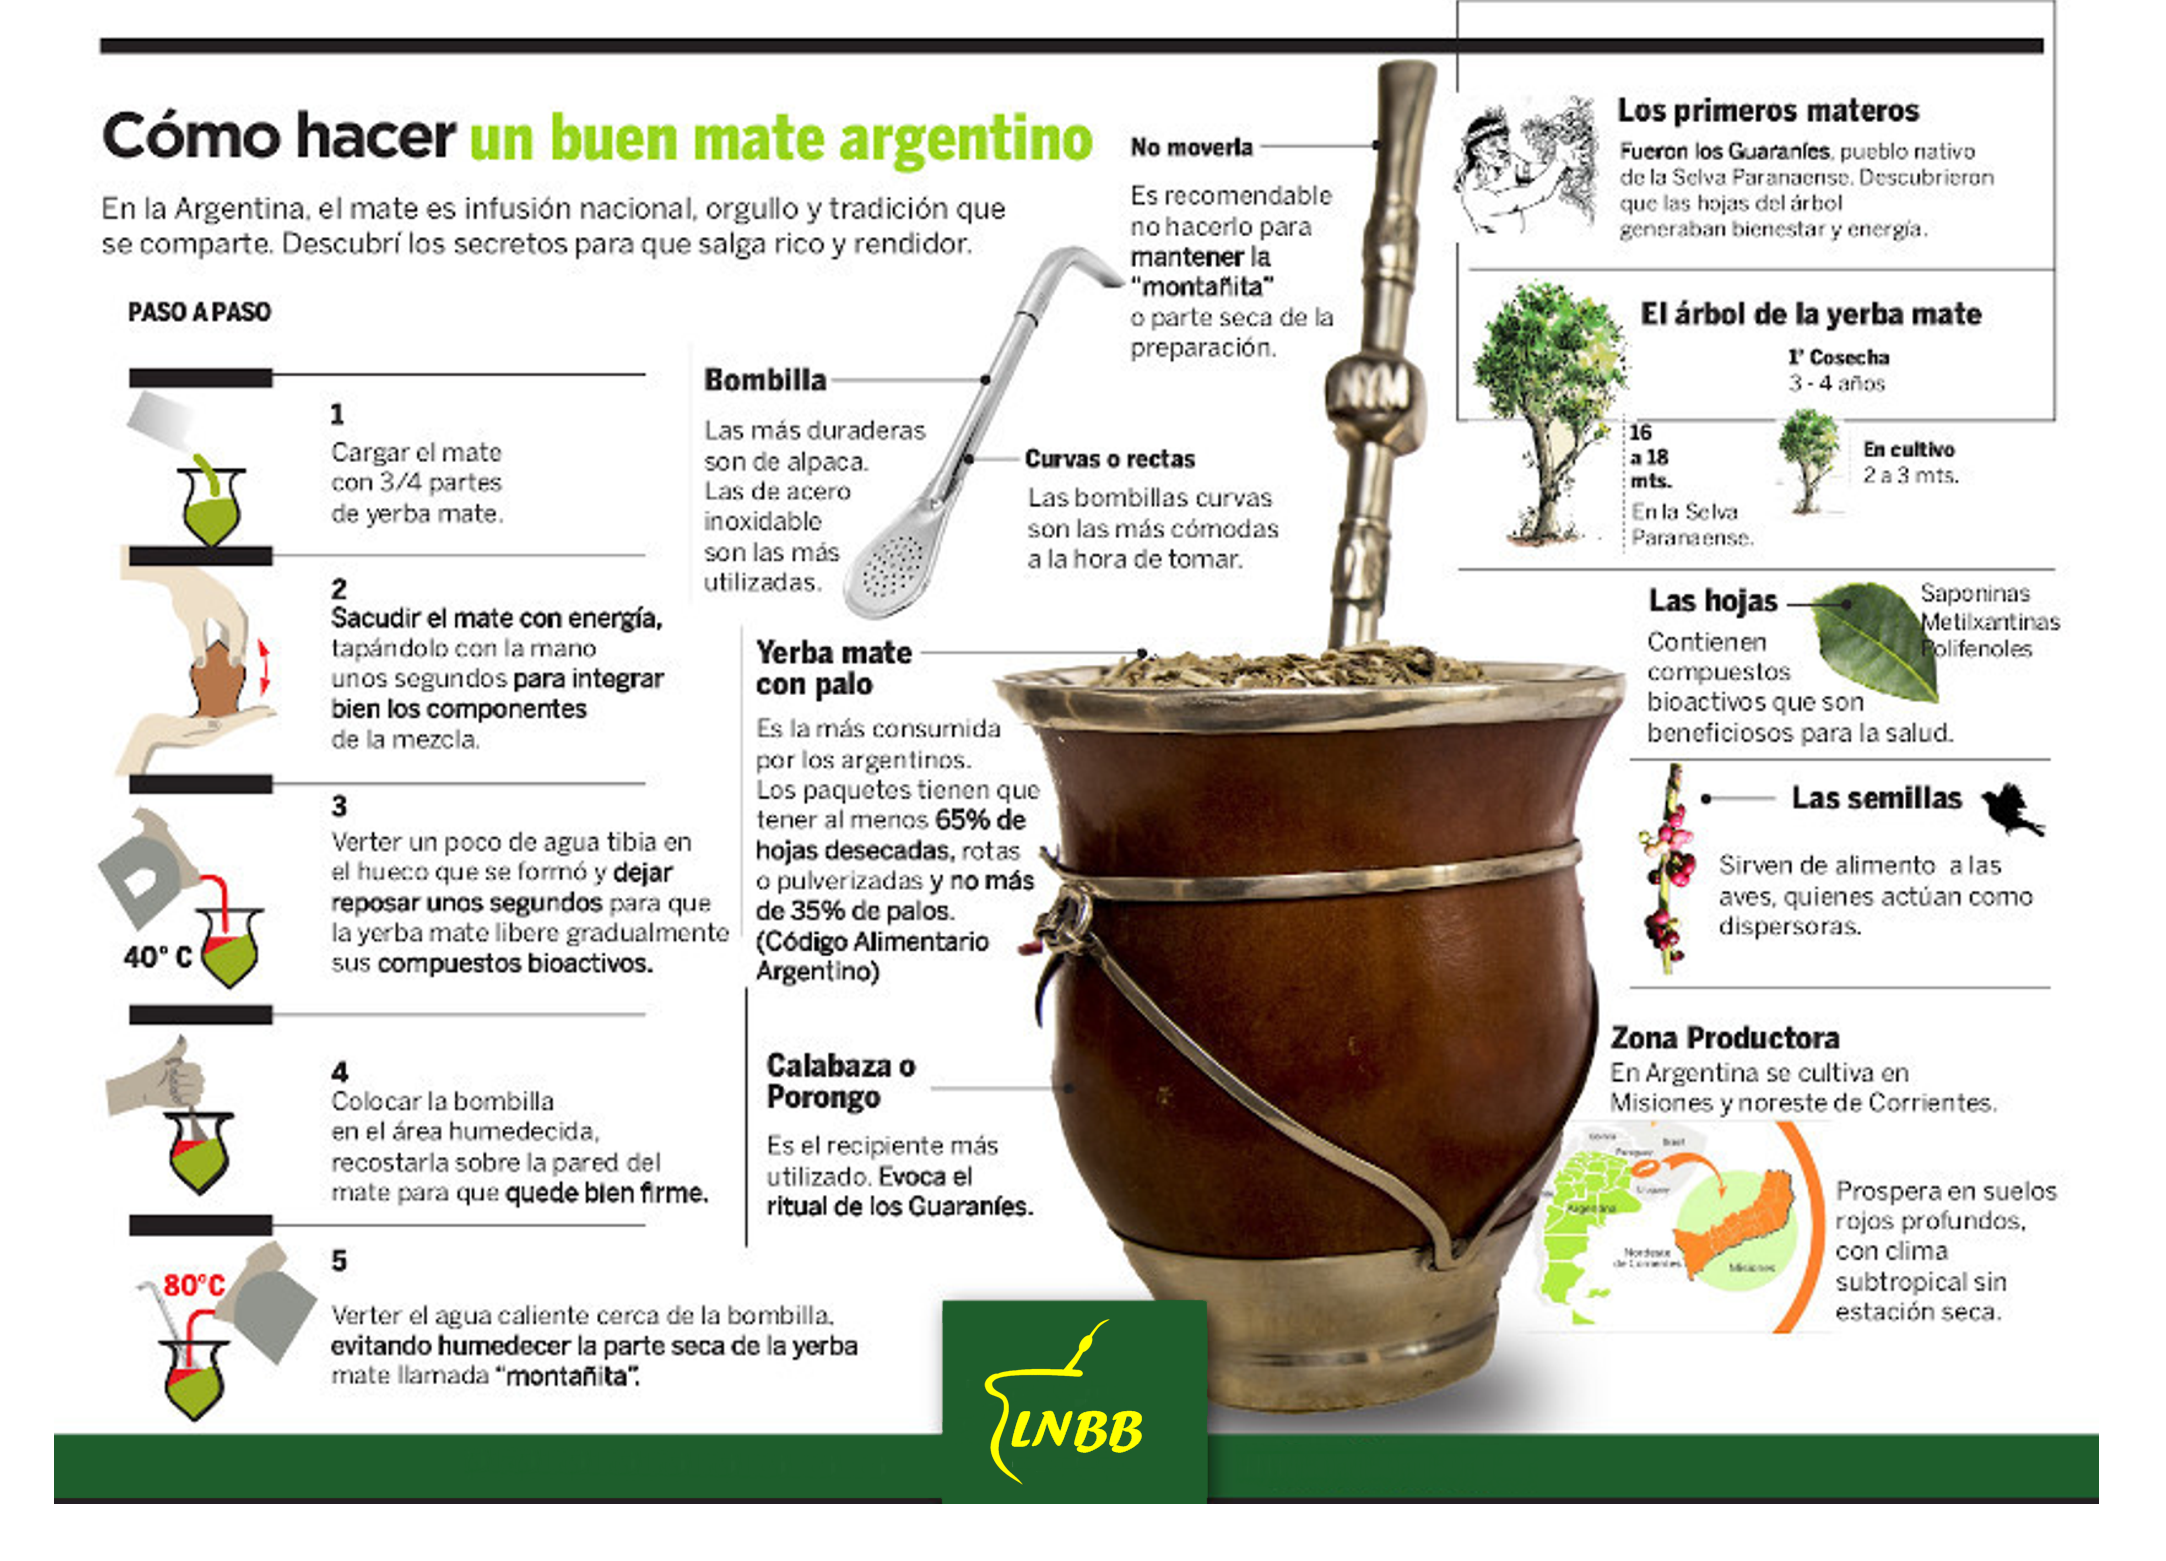 Cómo hacer un buen mate argentino
En la Argentina, el mate es infusión nacional, orgullo y tradición que
se comparte. Descubrí los secretos para que salga rico y rendidor.
PASO A PASO
1
Cargar el mate
con 3/4 partes
de yerba mate.
2
Sacudir el mate con energía,
tapándolo con la mano
unos segundos para integrar
bien los componentes
de la mezcla.
3
Verter un poco de agua tibia en
el hueco que se formó y dejar
reposar unos segundos para que
la yerba mate libere gradualmente
sus compuestos bioactivos.
40° C
4
Colocar la bombilla
en el área humedecida,
recostarla sobre la pared del
mate para que quede bien firme.
5
80°C
Verter el agua caliente cerca de la bombilla,
evitando humedecer la parte seca de la yerba
mate llamada “montañita”.
Bombilla
Las más duraderas
son de alpaca.
Las de acero
inoxidable
son las más
utilizadas.
Curvas o rectas
Las bombillas curvas
son las más cómodas
a la hora de tomar.
No moverla
Es recomendable
no hacerlo para
mantener la
“montañita”
o parte seca de la
preparación.
Yerba mate
con palo
Es la más consumida
por los argentinos.
Los paquetes tienen que
tener al menos 65% de
hojas desecadas, rotas
o pulverizadas y no más
de 35% de palos.
(Código Alimentario
Argentino)
Calabaza o
Porongo
Es el recipiente más
utilizado. Evoca el
ritual de los Guaraníes.
Los primeros materos
Fueron los Guaraníes, pueblo nativo
de la Selva Paranaense. Descubrieron
que las hojas del árbol
generaban bienestar y energía.
El árbol de la yerba mate
1° Cosecha
3 - 4 años
16
a 18
mts.
En la Selva
Paranaense.
En cultivo
2 a 3 mts.
Las hojas
Contienen
compuestos
bioactivos que son
beneficiosos para la salud.
Saponinas
Metilxantinas
Polifenoles
Las semillas
Sirven de alimento a las
aves, quienes actúan como
dispersoras.
Zona Productora
En Argentina se cultiva en
Misiones y noreste de Corrientes.
Brasil
Paraguay
Uruguay
Argentina
Nordeste
de Corrientes
Misiones
Prospera en suelos
rojos profundos,
con clima
subtropical sin
estación seca.
LNBB